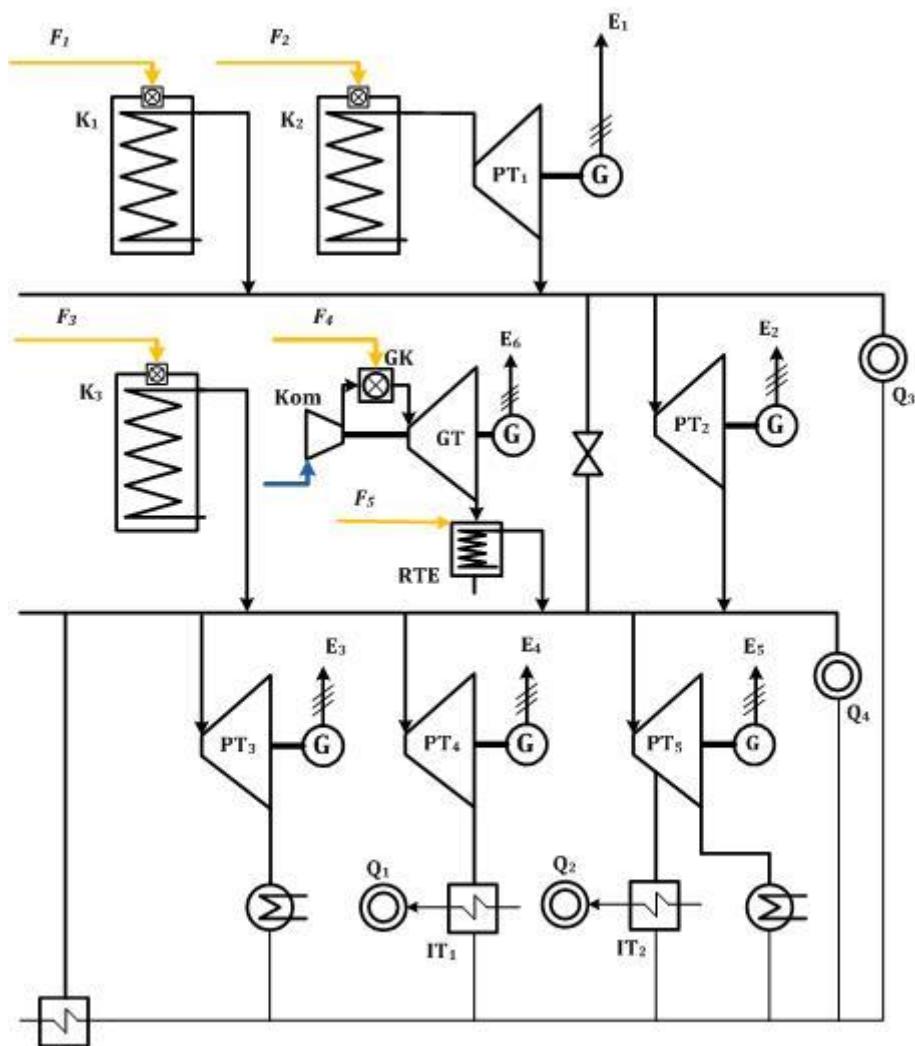 F₁
F₂
E₁
K₁
K₂
PT₁
G
F₃
F₄
E₆
E₂
GK
Q₃
K₃
Kom
GT
G
PT₂
G
F₅
RTE
E₃
E₄
E₅
Q₄
PT₃
G
PT₄
G
PT₅
G
Q₁
Q₂
IT₁
IT₂